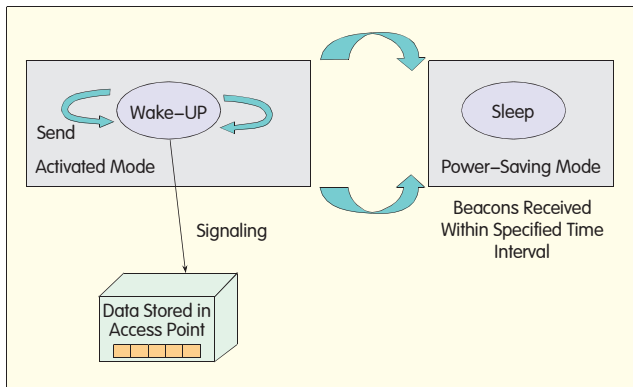 Wake–UP
Send
Activated Mode
Sleep
Power–Saving Mode
Beacons Received
Within Specified Time
Interval
Signaling
Data Stored in
Access Point